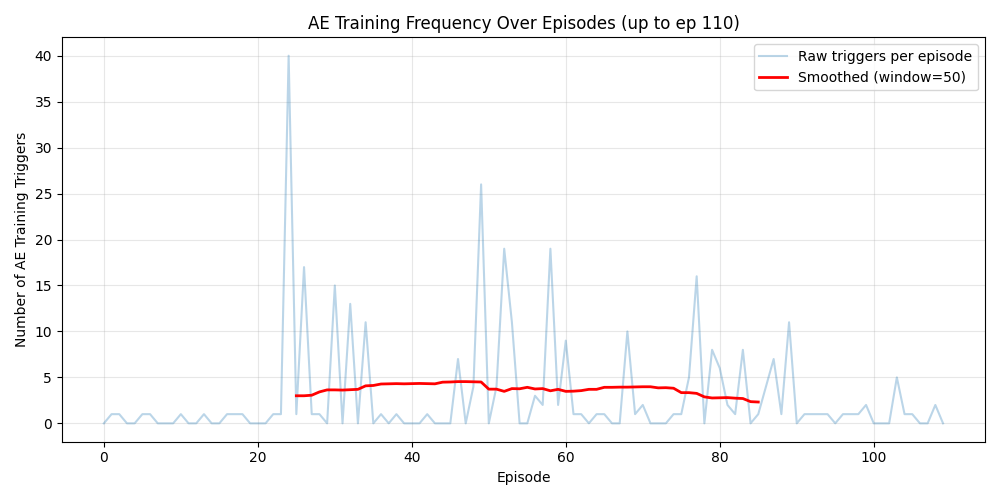 AE Training Frequency Over Episodes (up to ep 110)
Raw triggers per episode
Smoothed (window=50)
Number of AE Training Triggers
40
35
30
25
20
15
10
5
0
0 20 40 60 80 100
Episode